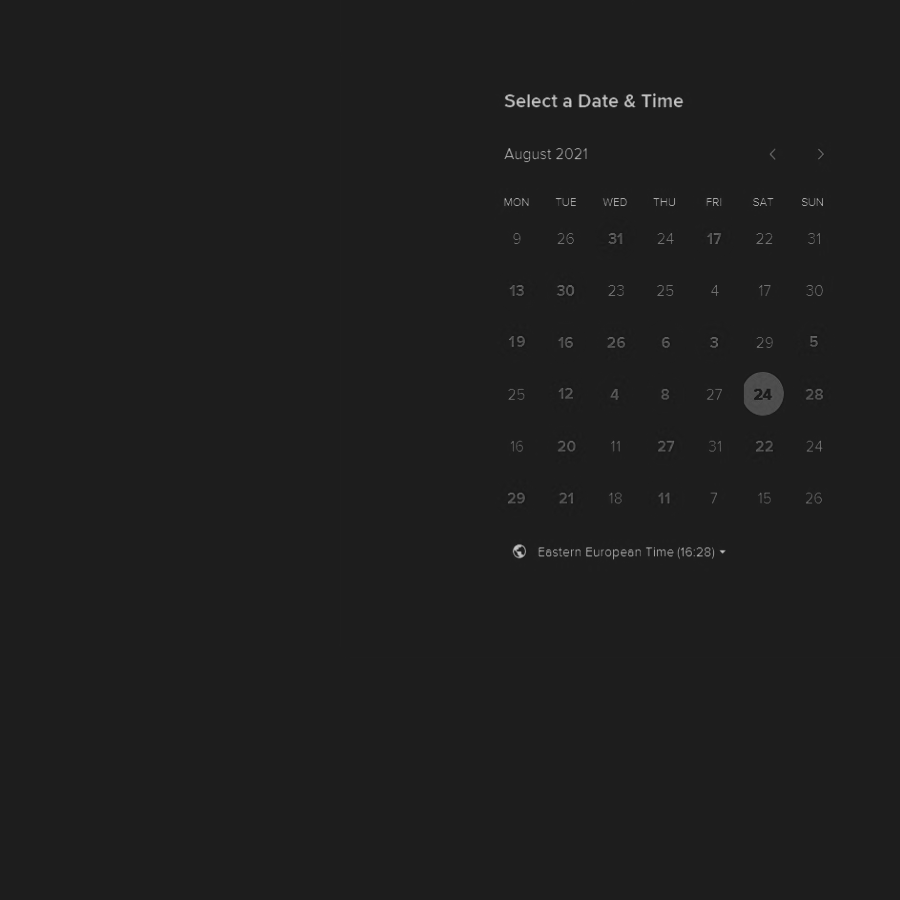 Select a Date & Time
August 2021
MON TUE WED THU FRI SAT SUN
9 26 31 24 17 22 31
13 30 23 25 4 17 30
19 16 26 6 3 29 5
25 12 4 8 27 24 28
16 20 11 27 31 22 24
29 21 18 11 7 15 26
Eastern European Time (16:28)